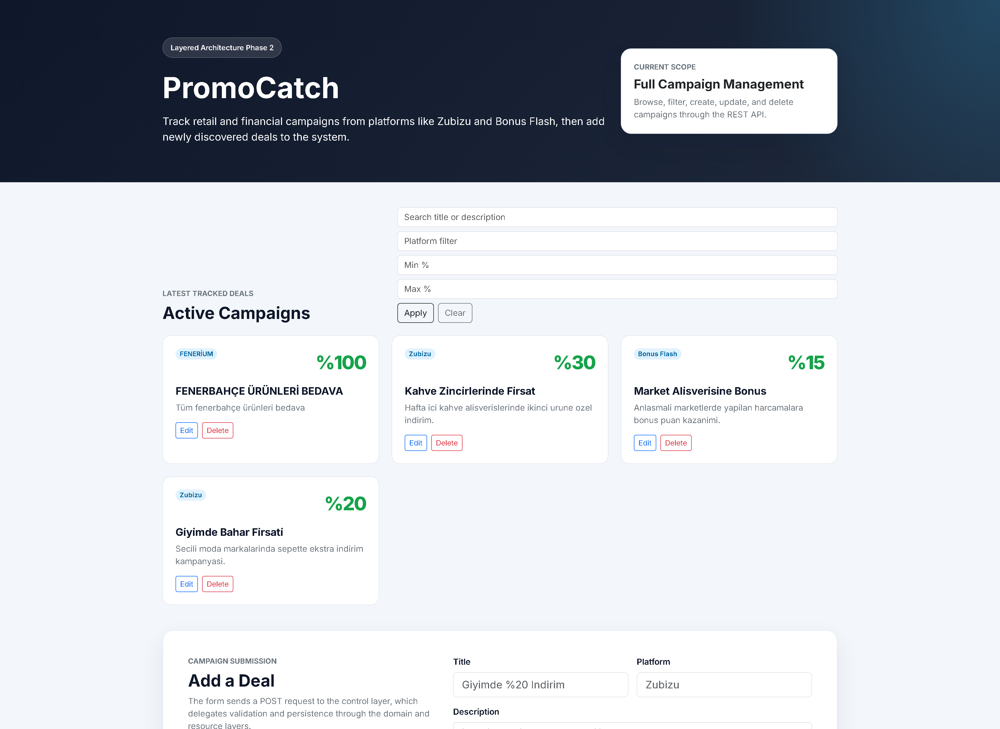 Layered Architecture Phase 2
PromoCatch
Track retail and financial campaigns from platforms like Zubizu and Bonus Flash, then add
newly discovered deals to the system.
CURRENT SCOPE
Full Campaign Management
Browse, filter, create, update, and delete
campaigns through the REST API.
LATEST TRACKED DEALS
Active Campaigns
Search title or description
Platform filter
Min %
Max %
Apply
Clear
FENERİUM
%100
FENERBAHÇE ÜRÜNLERİ BEDAVA
Tüm fenerbahçe ürünleri bedava
Edit
Delete
Zubizu
%30
Kahve Zincirlerinde Firsat
Hafta ici kahve alisverislerinde ikinci urune ozel
indirim.
Edit
Delete
Bonus Flash
%15
Market Alisverisine Bonus
Anlasmali marketlerde yapilan harcamalara
bonus puan kazanimi.
Edit
Delete
Zubizu
%20
Giyimde Bahar Firsati
Secili moda markalarinda sepette ekstra indirim
kampanyasi.
Edit
Delete
CAMPAIGN SUBMISSION
Add a Deal
The form sends a POST request to the control layer, which
delegates validation and persistence through the domain and
resource layers.
Title
Giyimde %20 Indirim
Platform
Zubizu
Description